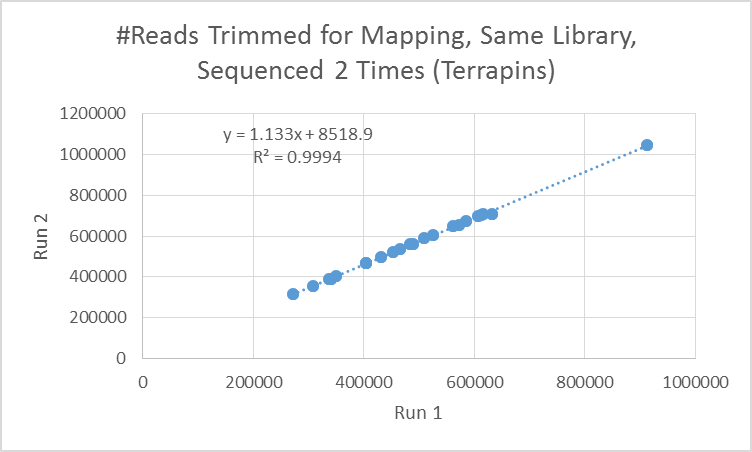 #Reads Trimmed for Mapping, Same Library,
Sequenced 2 Times (Terrapins)
1200000
y = 1.133x + 8518.9
R² = 0.9994
1000000
800000
Run 2
600000
400000
200000
0
0 200000 400000 600000 800000 1000000
Run 1